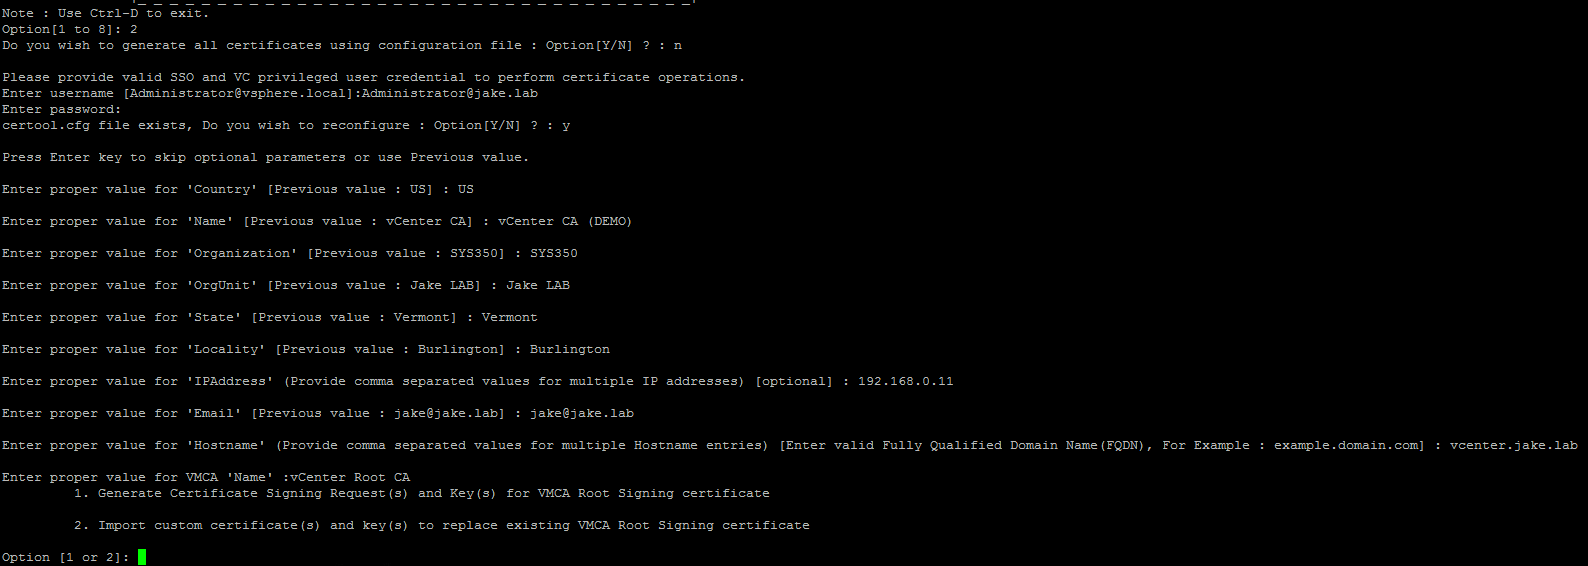 |_ _ _ _ _ _ _ _ _ _ _ _ _ _ _ _ _ _ _ _ _ _ _ _ _ _ _ _ _ _ _ _ _ _ _|
Note : Use Ctrl-D to exit.
Option[1 to 8]: 2
Do you wish to generate all certificates using configuration file : Option[Y/N] ? : n
Please provide valid SSO and VC privileged user credential to perform certificate operations.
Enter username [Administrator@vsphere.local]:Administrator@jake.lab
Enter password:
certool.cfg file exists, Do you wish to reconfigure : Option[Y/N] ? : y
Press Enter key to skip optional parameters or use Previous value.
Enter proper value for 'Country' [Previous value : US] : US
Enter proper value for 'Name' [Previous value : vCenter CA] : vCenter CA (DEMO)
Enter proper value for 'Organization' [Previous value : SYS350] : SYS350
Enter proper value for 'OrgUnit' [Previous value : Jake LAB] : Jake LAB
Enter proper value for 'State' [Previous value : Vermont] : Vermont
Enter proper value for 'Locality' [Previous value : Burlington] : Burlington
Enter proper value for 'IPAddress' (Provide comma separated values for multiple IP addresses) [optional] : 192.168.0.11
Enter proper value for 'Email' [Previous value : jake@jake.lab] : jake@jake.lab
Enter proper value for 'Hostname' (Provide comma separated values for multiple Hostname entries) [Enter valid Fully Qualified Domain Name(FQDN), For Example : example.domain.com] : vcenter.jake.lab
Enter proper value for VMCA 'Name' :vCenter Root CA
1. Generate Certificate Signing Request(s) and Key(s) for VMCA Root Signing certificate
2. Import custom certificate(s) and key(s) to replace existing VMCA Root Signing certificate
Option [1 or 2]: